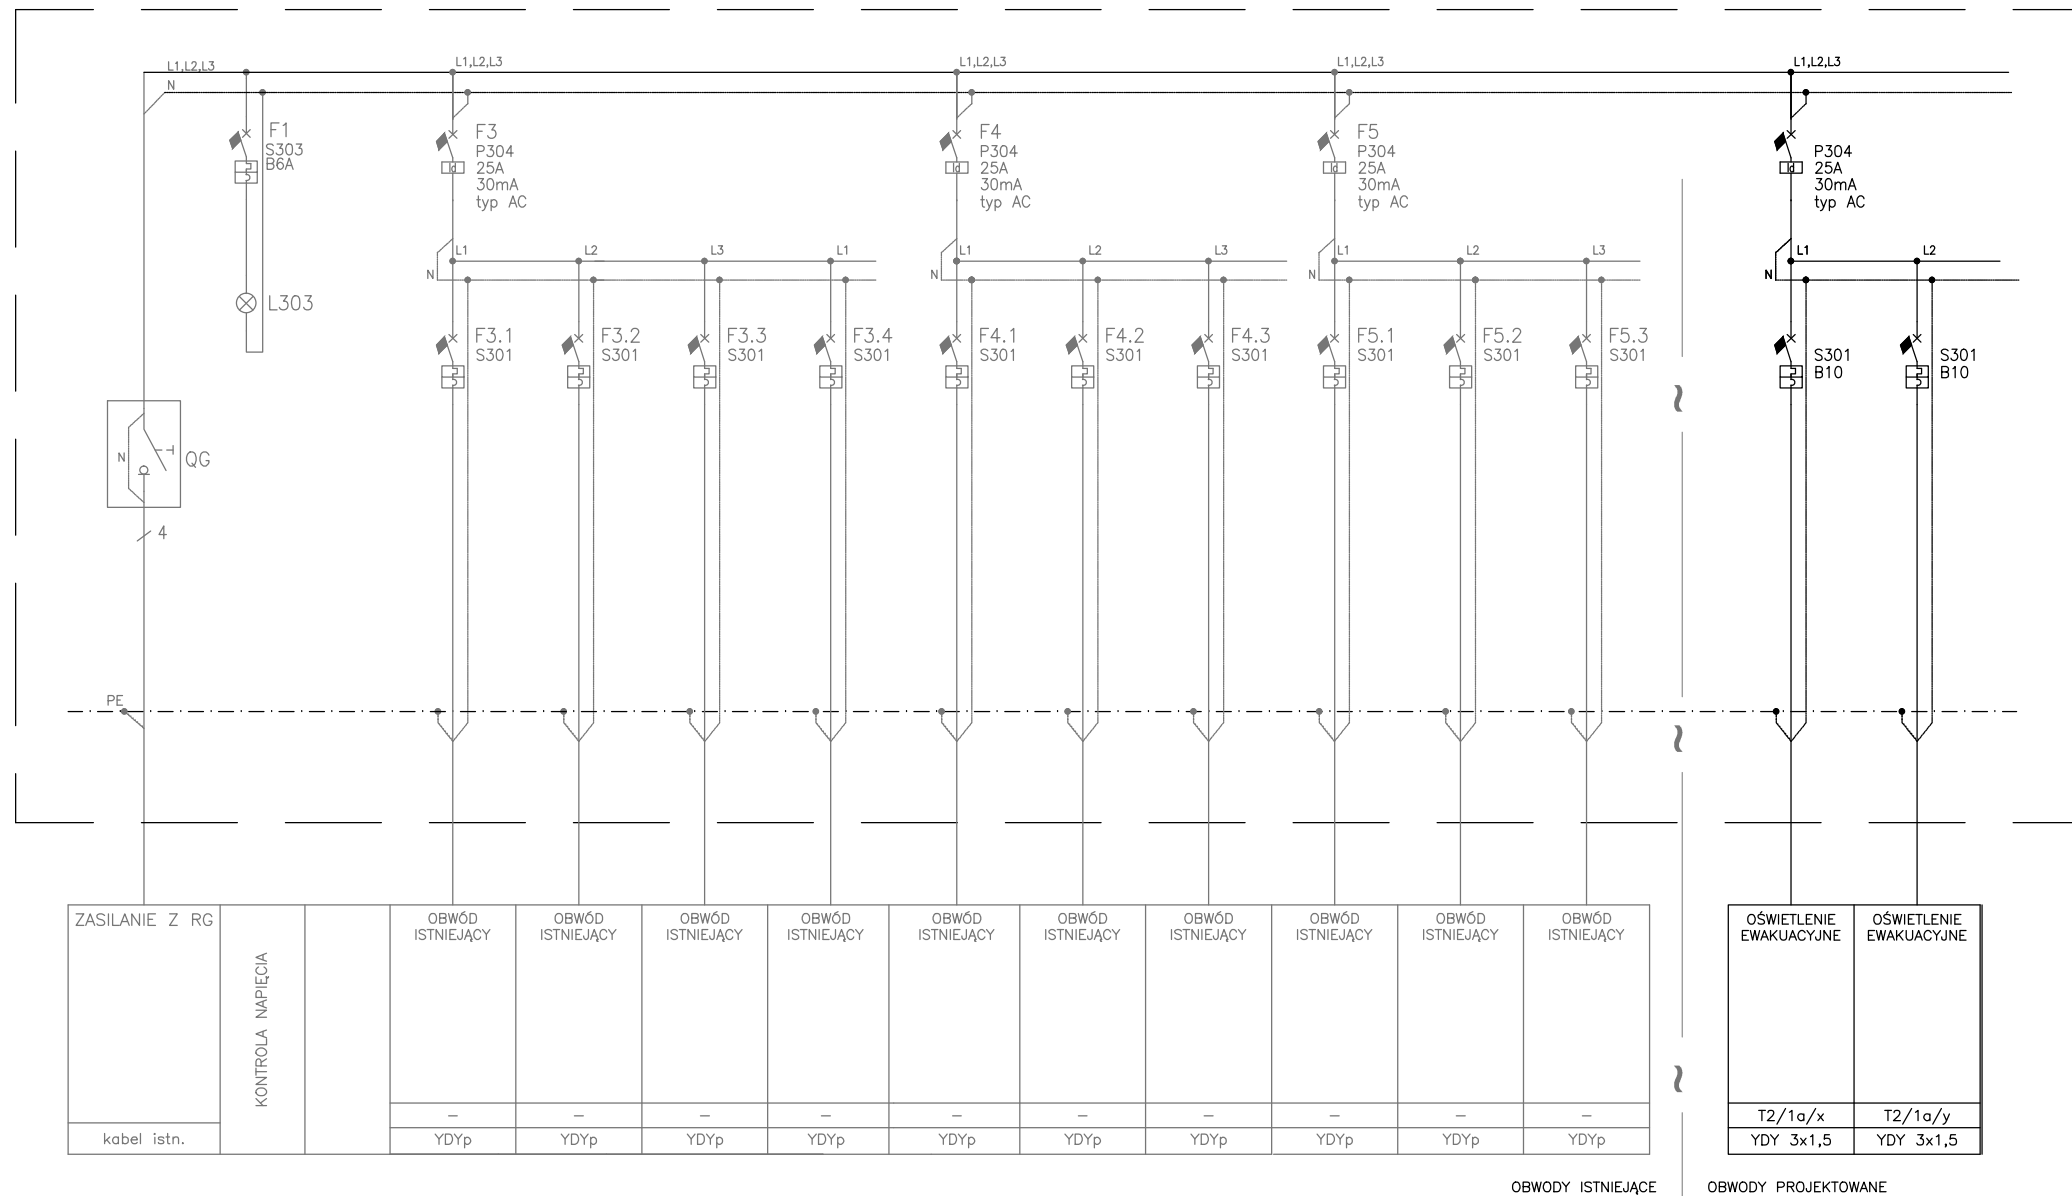 L1,L2,L3
L1,L2,L3
L1,L2,L3
L1,L2,L3
L1,L2,L3
N
F1
S303
B6A
F3
P304
25A
30mA
typ AC
F4
P304
25A
30mA
typ AC
F5
P304
25A
30mA
typ AC
P304
25A
30mA
typ AC
L1
L2
L3
L1
N
L1
L2
L3
N
L1
L2
L3
N
L1
L2
N
L303
F3.1
S301
F3.2
S301
F3.3
S301
F3.4
S301
F4.1
S301
F4.2
S301
F4.3
S301
F5.1
S301
F5.2
S301
F5.3
S301
S301
B10
S301
B10
N
QG
4
PE
ZASILANIE Z RG
kabel istn.
KONTROLA NAPIĘCIA
OBWÓD
ISTNIEJĄCY
–
YDYp
OBWÓD
ISTNIEJĄCY
–
YDYp
OBWÓD
ISTNIEJĄCY
–
YDYp
OBWÓD
ISTNIEJĄCY
–
YDYp
OBWÓD
ISTNIEJĄCY
–
YDYp
OBWÓD
ISTNIEJĄCY
–
YDYp
OBWÓD
ISTNIEJĄCY
–
YDYp
OBWÓD
ISTNIEJĄCY
–
YDYp
OBWÓD
ISTNIEJĄCY
–
YDYp
OBWÓD
ISTNIEJĄCY
–
YDYp
OŚWIETLENIE
EWAKUACYJNE
T2/1a/x
YDY 3x1,5
OŚWIETLENIE
EWAKUACYJNE
T2/1a/y
YDY 3x1,5
OBWODY ISTNIEJĄCE
OBWODY PROJEKTOWANE